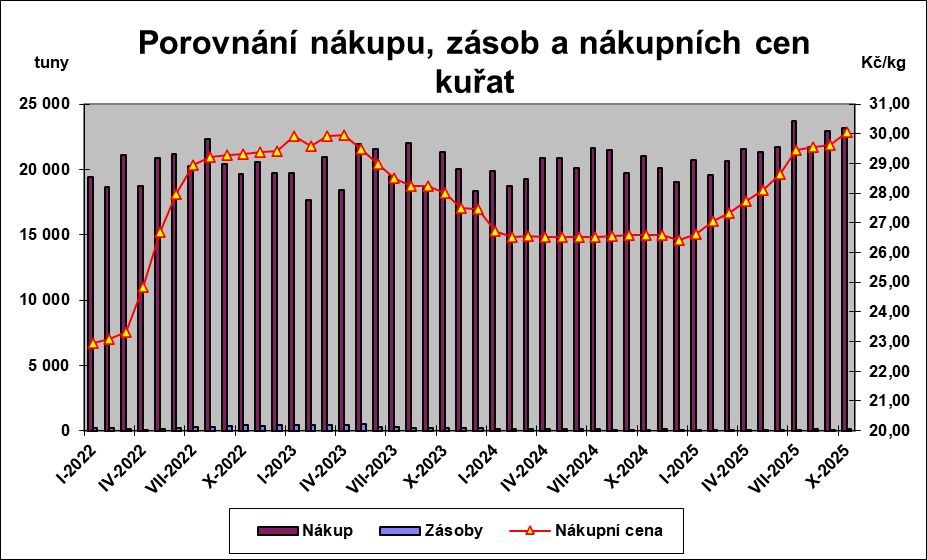 Porovnání nákupu, zásob a nákupních cen
kuřat
tuny
Kč/kg
25 000
20 000
15 000
10 000
5 000
0
31,00
30,00
29,00
28,00
27,00
26,00
25,00
24,00
23,00
22,00
21,00
20,00
I-2022
IV-2022
VII-2022
X-2022
I-2023
IV-2023
VII-2023
X-2023
I-2024
IV-2024
VII-2024
X-2024
I-2025
IV-2025
VII-2025
X-2025
Nákup Zásoby Nákupní cena